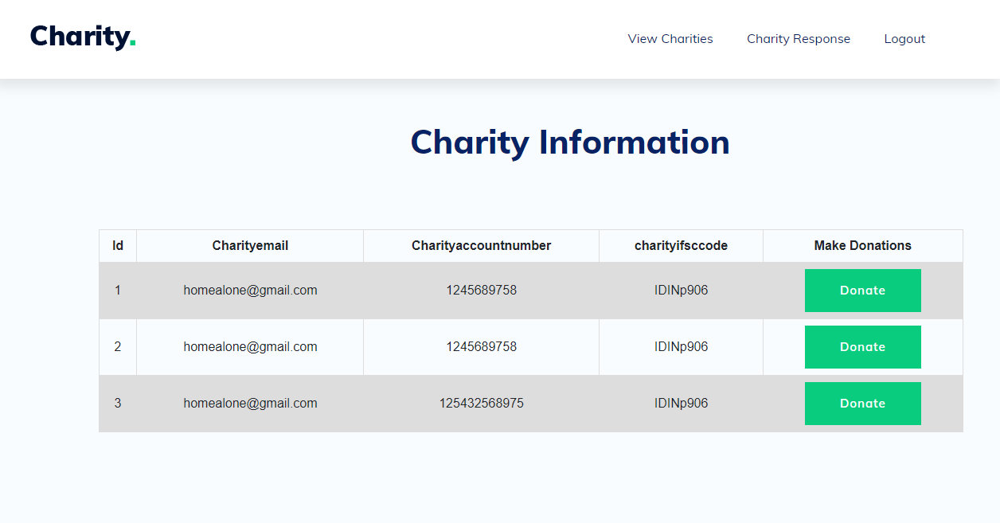 Charity.
View Charities Charity Response Logout
Charity Information
Id Charityemail Charityaccountnumber charityifsccode Make Donations
1 homealone@gmail.com 1245689758 IDINp906 Donate
2 homealone@gmail.com 1245689758 IDINp906 Donate
3 homealone@gmail.com 125432568975 IDINp906 Donate